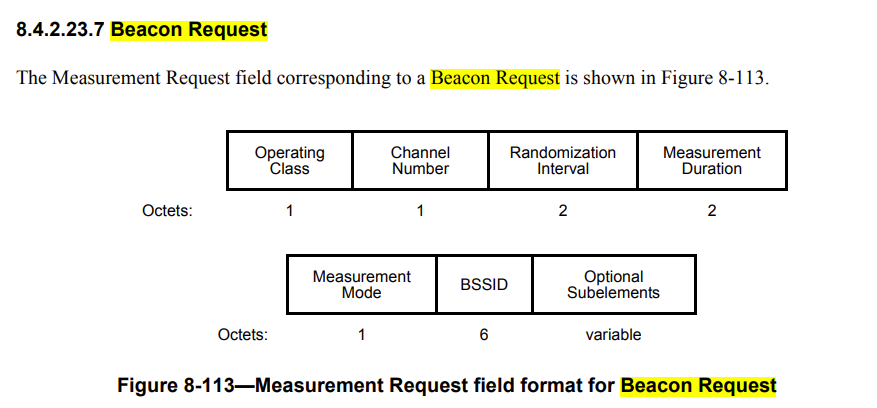 8.4.2.23.7 Beacon Request
The Measurement Request field corresponding to a Beacon Request is shown in Figure 8-113.
Operating Class
Channel Number
Randomization Interval
Measurement Duration
Octets: 1 1 2 2
Measurement Mode
BSSID
Optional Subelements
Octets: 1 6 variable
Figure 8-113—Measurement Request field format for Beacon Request